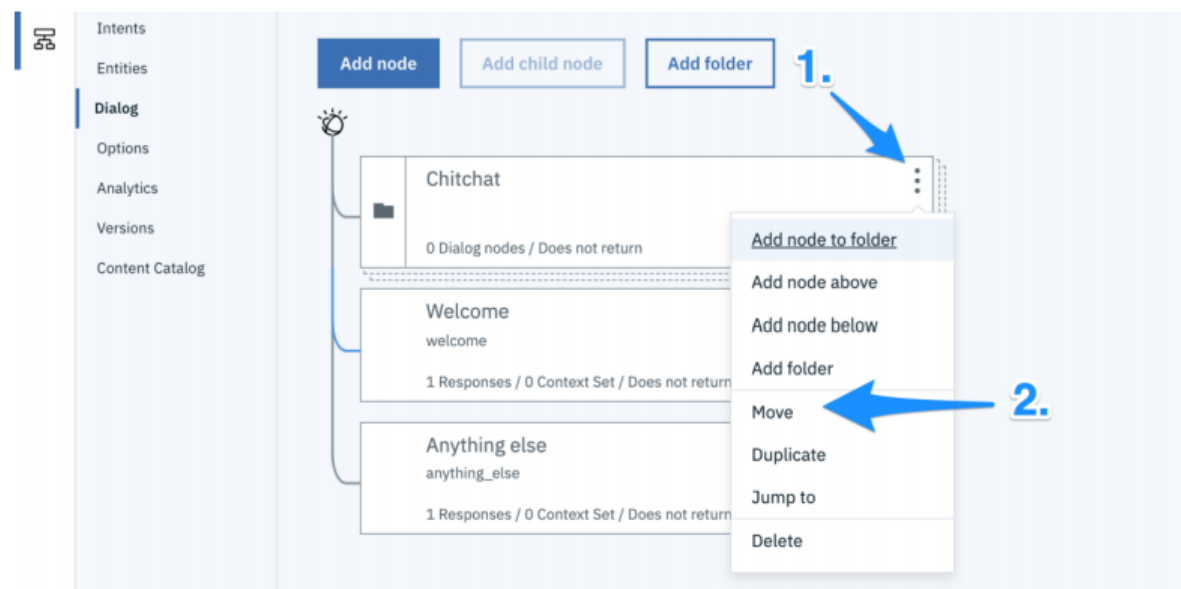 Intents
Entities
Dialog
Options
Analytics
Versions
Content Catalog
Add node
Add child node
Add folder
1.
Chitchat
0 Dialog nodes / Does not return
Add node to folder
Add node above
Add node below
Add folder
Move
Duplicate
Jump to
Delete
2.
Welcome
welcome
1 Responses / 0 Context Set / Does not return
Anything else
anything_else
1 Responses / 0 Context Set / Does not return